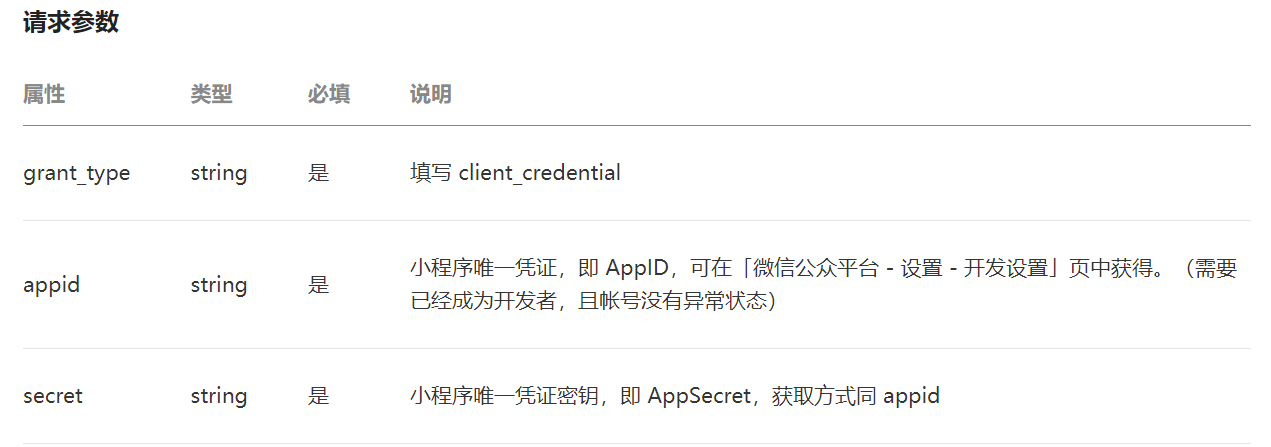 请求参数
属性 类型 必填 说明
grant_type string 是 填写 client_credential
appid string 是 小程序唯一凭证，即 AppID，可在「微信公众平台 - 设置 - 开发设置」页中获得。（需要
已经成为开发者，且帐号没有异常状态）
secret string 是 小程序唯一凭证密钥，即 AppSecret，获取方式同 appid